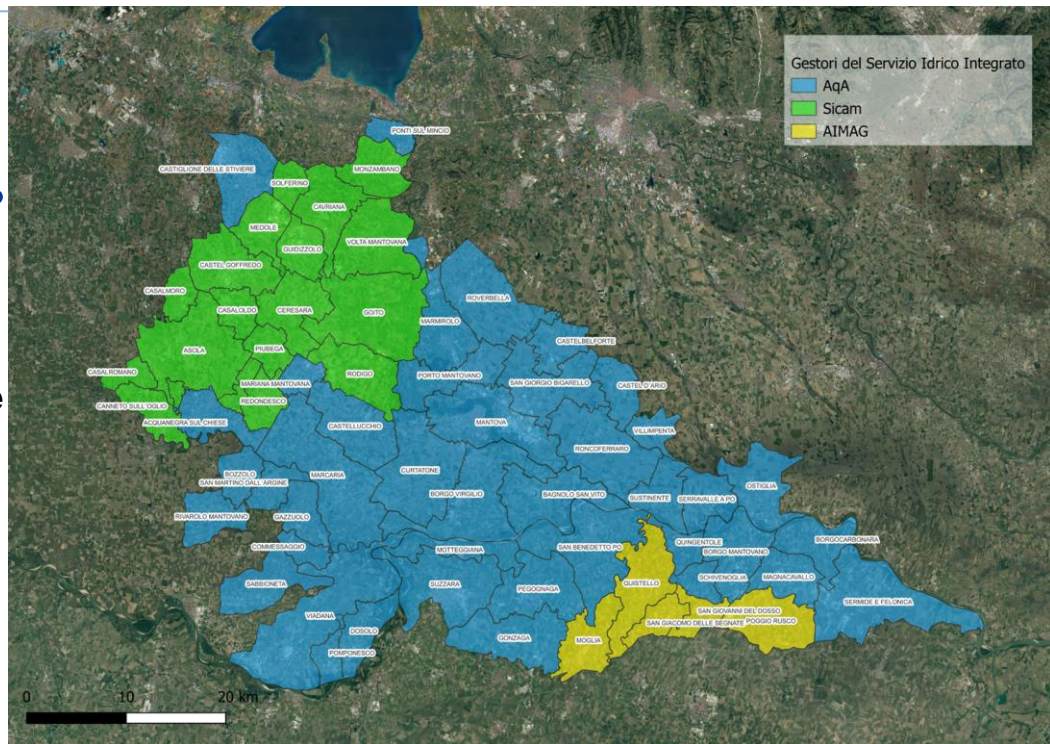 Gestori del Servizio Idrico Integrato
AqA
Sicam
AIMAG
PONTI SUL MINCIO
CASTIGLIONE DELLE STIVIERE
MONZAMBANO
SOLFERINO
CAVRIANA
MEDOLE
VOLTA MANTOVANA
GUIDIZZOLO
CASTEL GOFFREDO
CASALMORO
ROVERBELLA
CASALOLDO
CERESARA
GOITO
MARMIROLO
CASTELBELFORTE
ASOLA
PIUBEGA
CASALROMANO
RODIGO
PORTO MANTOVANO
SAN GIORGIO BIGARELLO
CASTEL D'ARIO
MARIANA MANTOVANA
REDONDESCO
CANNETO SULL'OGLIO
ACQUANEGRA SUL CHIESE
CASTELLUCCHIO
MANTOVA
VILLIMPENTA
RONCOFERRARO
BOZZOLO
SAN MARTINO DALL'ARGINE
MARCARIA
CURTATONE
BORGO VIRGILIO
BAGNOLO SAN VITO
SUSTINENTE
SERRAVALLE A PO
OSTIGLIA
RIVAROLO MANTOVANO
GAZZUOLO
COMMESSAGGIO
MOTTEGGIANA
SAN BENEDETTO PO
QUINGENTOLE
BORGO MANTOVANO
BORGOCARBONARA
SABBIONETA
SUZZARA
PEGOGNAGA
QUISTELLO
SCHIVENOGLIA
MAGNACAVALLO
SERMIDE E FELONICA
VIADANA
DOSOLO
POMPONESCO
GONZAGA
MOGLIA
SAN GIOVANNI DEL DOSSO
SAN GIACOMO DELLE SEGNATE
POGGIO RUSCO
e
0 10 20 km